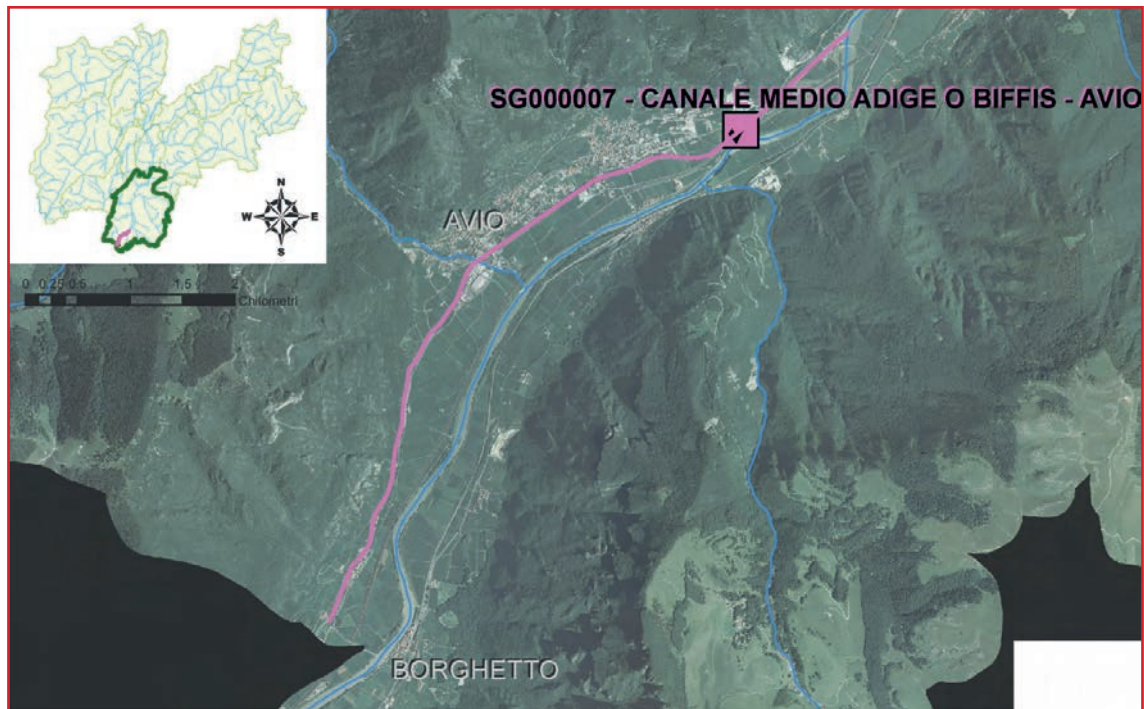 N
W E
S
SG000007 - CANALE MEDIO ADIGE O BIFFIS - AVIO
AVIO
0 0.25 0.5 1 1.5 2
Chilometri
BORGHETTO